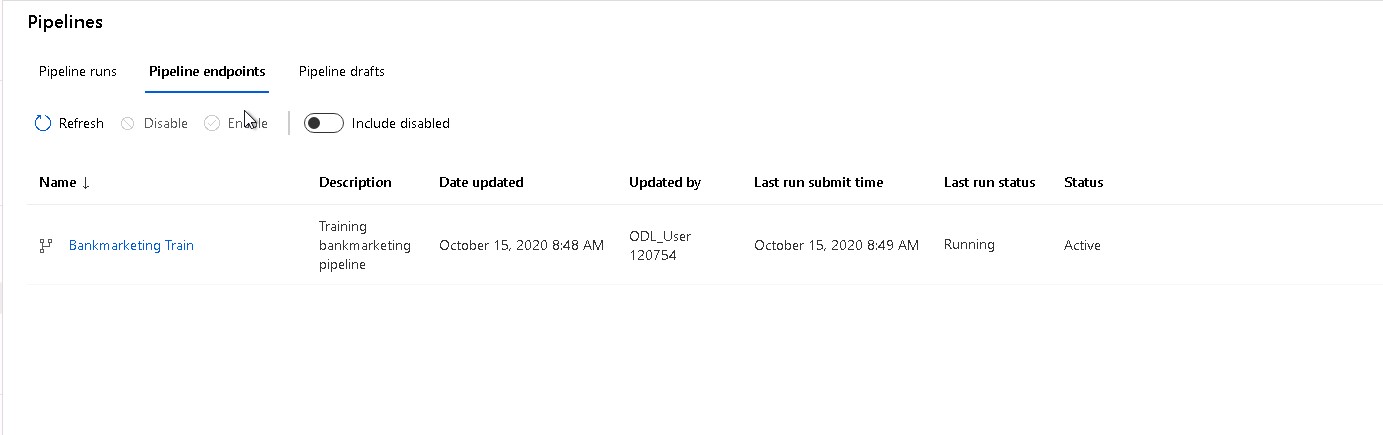 Pipelines
Pipeline runs Pipeline endpoints Pipeline drafts
Refresh Disable Enable Include disabled
Name ↓ Description Date updated Updated by Last run submit time Last run status Status
Bankmarketing Train Training bankmarketing pipeline October 15, 2020 8:48 AM ODL_User 120754 October 15, 2020 8:49 AM Running Active